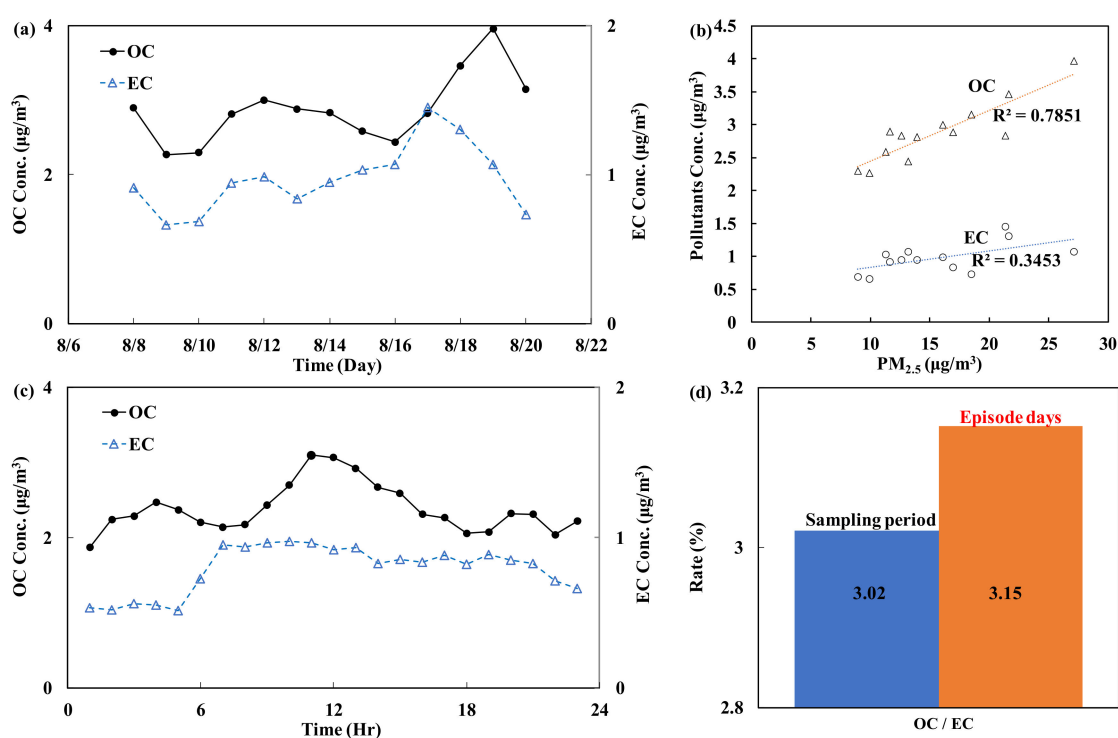 (a)
4
2
0
OC Conc. (μg/m³)
OC
EC
2
1
0
EC Conc. (μg/m³)
8/6 8/8 8/10 8/12 8/14 8/16 8/18 8/20 8/22
Time (Day)
(b)
4.5
4
3.5
3
2.5
2
1.5
1
0.5
0
Pollutants Conc. (μg/m³)
OC
R² = 0.7851
EC
R² = 0.3453
0 5 10 15 20 25 30
PM₂.₅ (μg/m³)
(c)
4
2
0
OC Conc. (μg/m³)
OC
EC
2
1
0
EC Conc. (μg/m³)
0 6 12 18 24
Time (Hr)
(d)
3.2
3
2.8
Rate (%)
Episode days
Sampling period
3.02
3.15
OC / EC